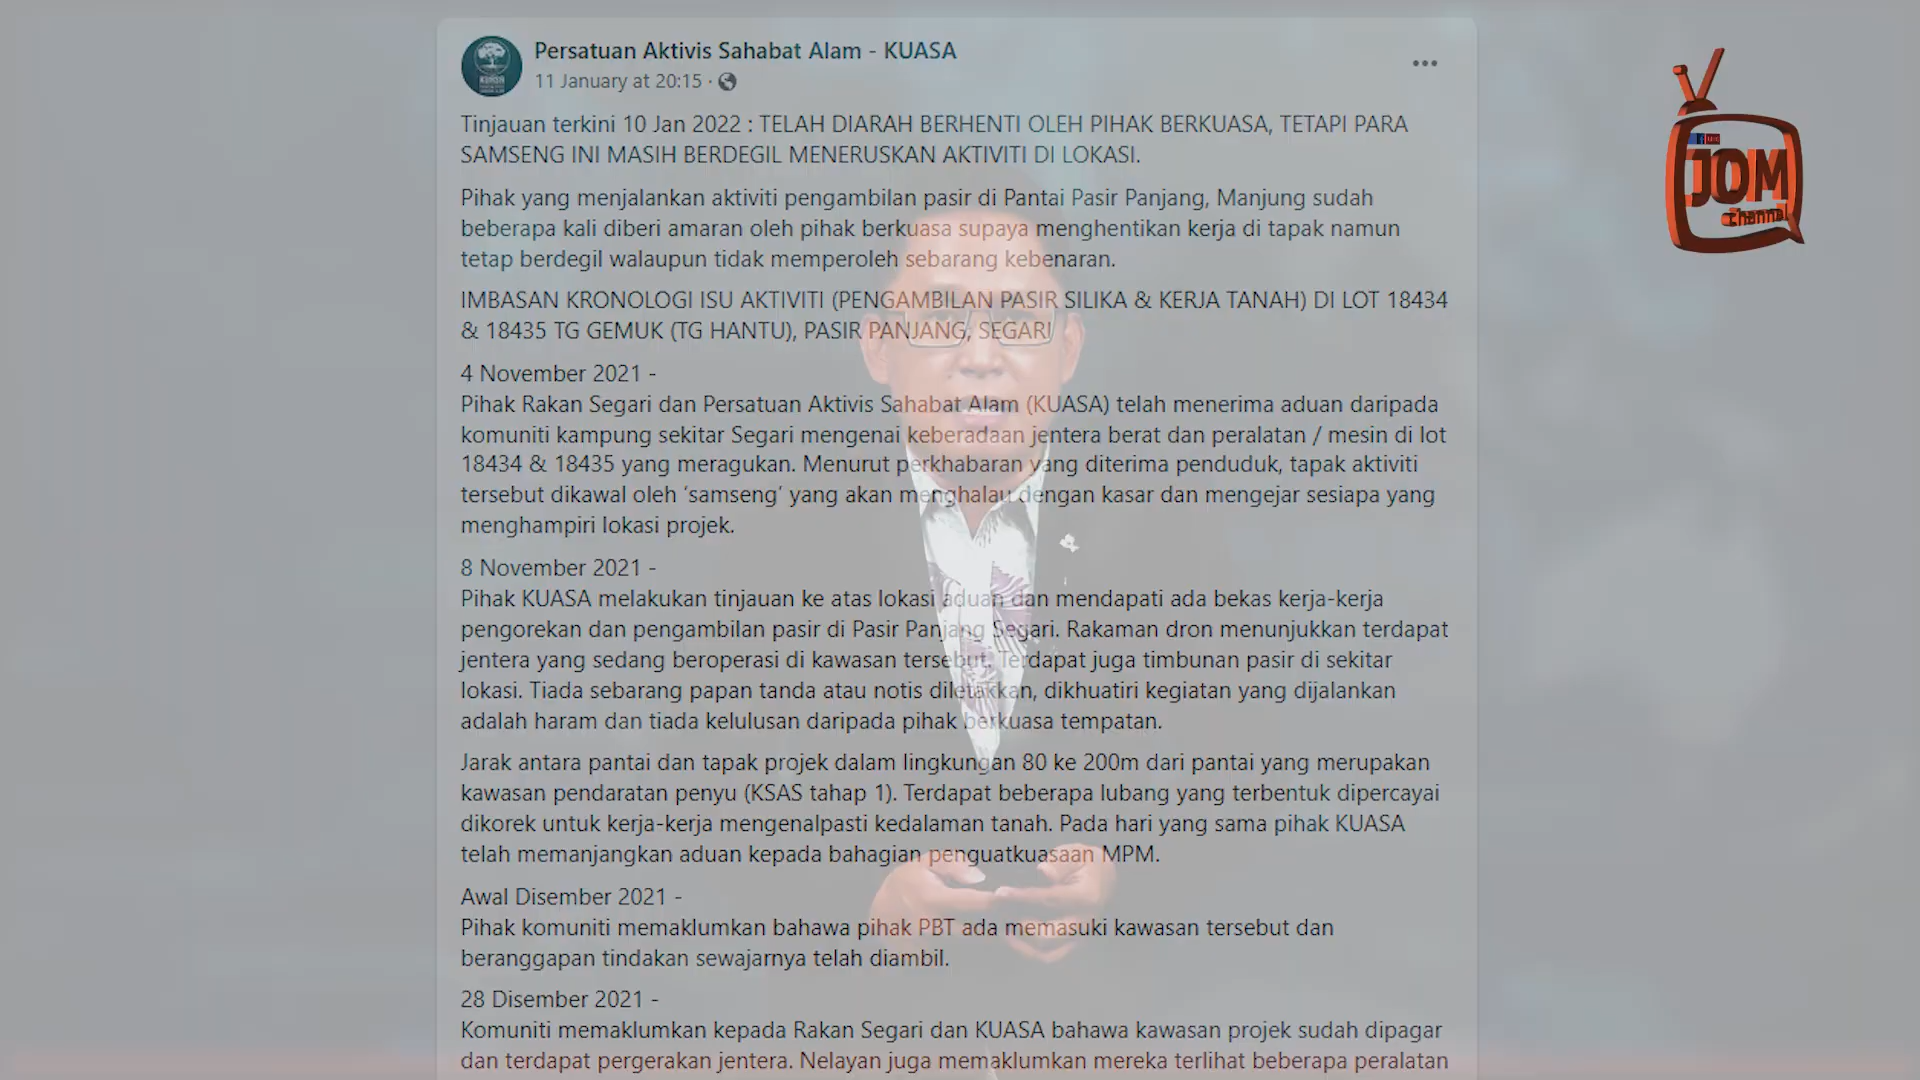 Persatuan Aktivis Sahabat Alam - KUASA
11 January at 20:15 ·
Tinjauan terkini 10 Jan 2022 : TELAH DIARAH BERHENTI OLEH PIHAK BERKUASA, TETAPI PARA
SAMSENG INI MASIH BERDEGIL MENERUSKAN AKTIVITI DI LOKASI.
Pihak yang menjalankan aktiviti pengambilan pasir di Pantai Pasir Panjang, Manjung sudah
beberapa kali diberi amaran oleh pihak berkuasa supaya menghentikan kerja di tapak namun
tetap berdegil walaupun tidak memperoleh sebarang kebenaran.
IMBASAN KRONOLOGI ISU AKTIVITI (PENGAMBILAN PASIR SILIKA & KERJA TANAH) DI LOT 18434
& 18435 TG GEMUK (TG HANTU), PASIR PANJANG, SEGARI
4 November 2021 -
Pihak Rakan Segari dan Persatuan Aktivis Sahabat Alam (KUASA) telah menerima aduan daripada
komuniti kampung sekitar Segari mengenai keberadaan jentera berat dan peralatan / mesin di lot
18434 & 18435 yang meragukan. Menurut perkhabaran yang diterima penduduk, tapak aktiviti
tersebut dikawal oleh ‘samseng’ yang akan menghalau dengan kasar dan mengejar sesiapa yang
menghampiri lokasi projek.
8 November 2021 -
Pihak KUASA melakukan tinjauan ke atas lokasi aduan dan mendapati ada bekas kerja-kerja
pengorekan dan pengambilan pasir di Pasir Panjang Segari. Rakaman dron menunjukkan terdapat
jentera yang sedang beroperasi di kawasan tersebut. Terdapat juga timbunan pasir di sekitar
lokasi. Tiada sebarang papan tanda atau notis diletakkan, dikhuatiri kegiatan yang dijalankan
adalah haram dan tiada kelulusan daripada pihak berkuasa tempatan.
Jarak antara pantai dan tapak projek dalam lingkungan 80 ke 200m dari pantai yang merupakan
kawasan pendaratan penyu (KSAS tahap 1). Terdapat beberapa lubang yang terbentuk dipercayai
dikorek untuk kerja-kerja mengenalpasti kedalaman tanah. Pada hari yang sama pihak KUASA
telah memanjangkan aduan kepada bahagian penguatkuasaan MPM.
Awal Disember 2021 -
Pihak komuniti memaklumkan bahawa pihak PBT ada memasuki kawasan tersebut dan
beranggapan tindakan sewajarnya telah diambil.
28 Disember 2021 -
Komuniti memaklumkan kepada Rakan Segari dan KUASA bahawa kawasan projek sudah dipagar
dan terdapat pergerakan jentera. Nelayan juga memaklumkan mereka terlihat beberapa peralatan
JOM
Channel